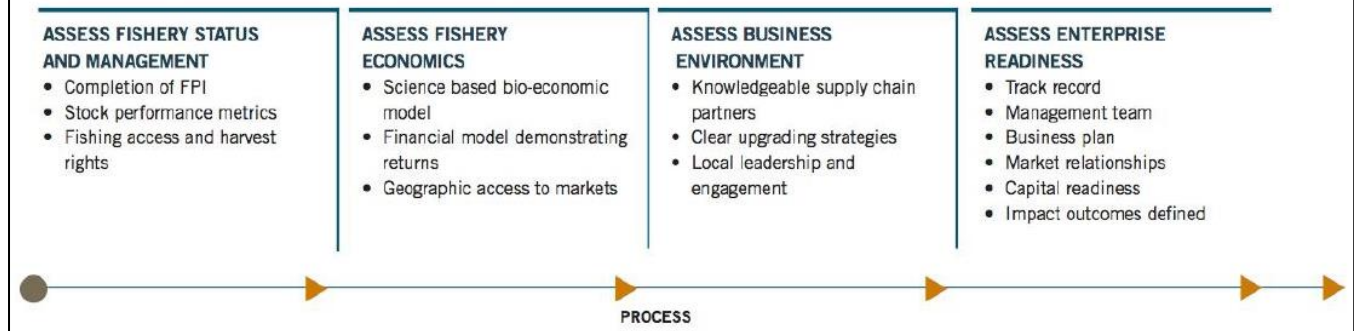 ASSESS FISHERY STATUS
AND MANAGEMENT
• Completion of FPI
• Stock performance metrics
• Fishing access and harvest
rights
ASSESS FISHERY
ECONOMICS
• Science based bio-economic
model
• Financial model demonstrating
returns
• Geographic access to markets
ASSESS BUSINESS
ENVIRONMENT
• Knowledgeable supply chain
partners
• Clear upgrading strategies
• Local leadership and
engagement
ASSESS ENTERPRISE
READINESS
• Track record
• Management team
• Business plan
• Market relationships
• Capital readiness
• Impact outcomes defined
PROCESS